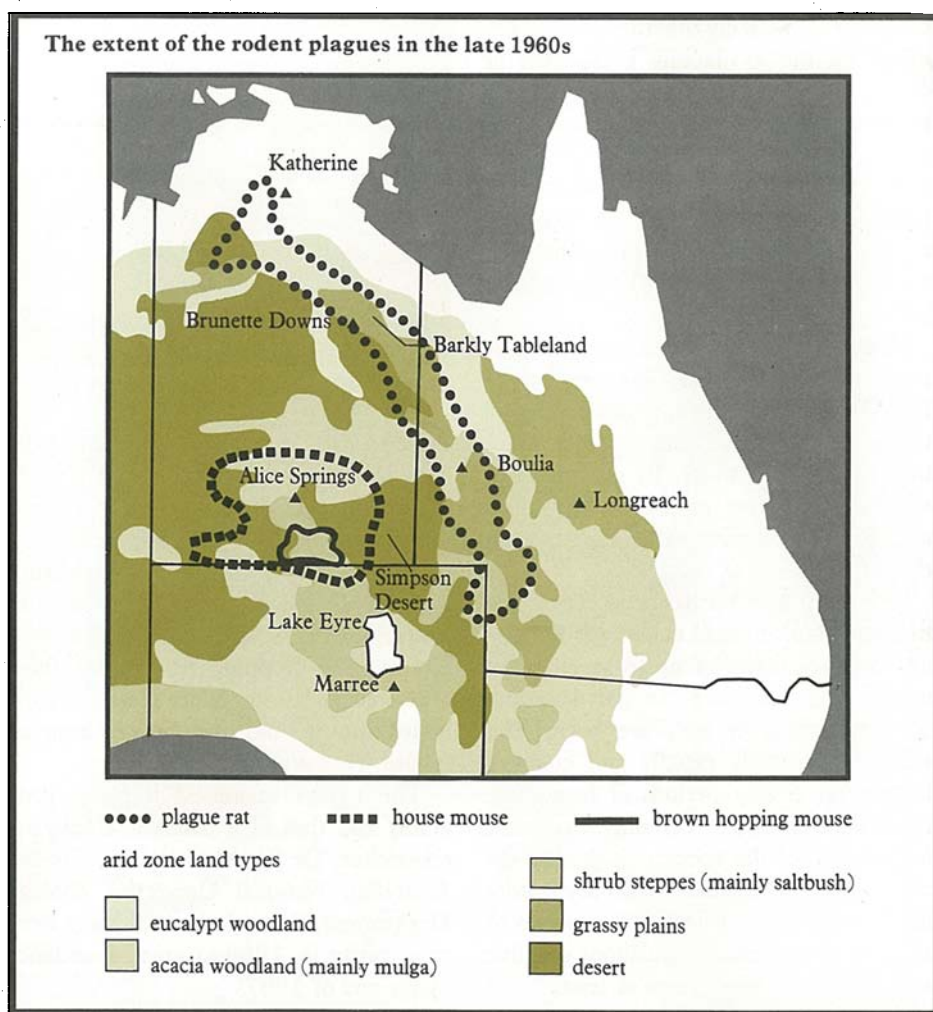 The extent of the rodent plagues in the late 1960s
Katherine
Brunette Downs
Barkly Tableland
Boulia
Alice Springs
Longreach
Simpson
Desert
Lake Eyre
Marree
plague rat
house mouse
brown hopping mouse
arid zone land types
eucalypt woodland
acacia woodland (mainly mulga)
shrub steppes (mainly saltbush)
grassy plains
desert